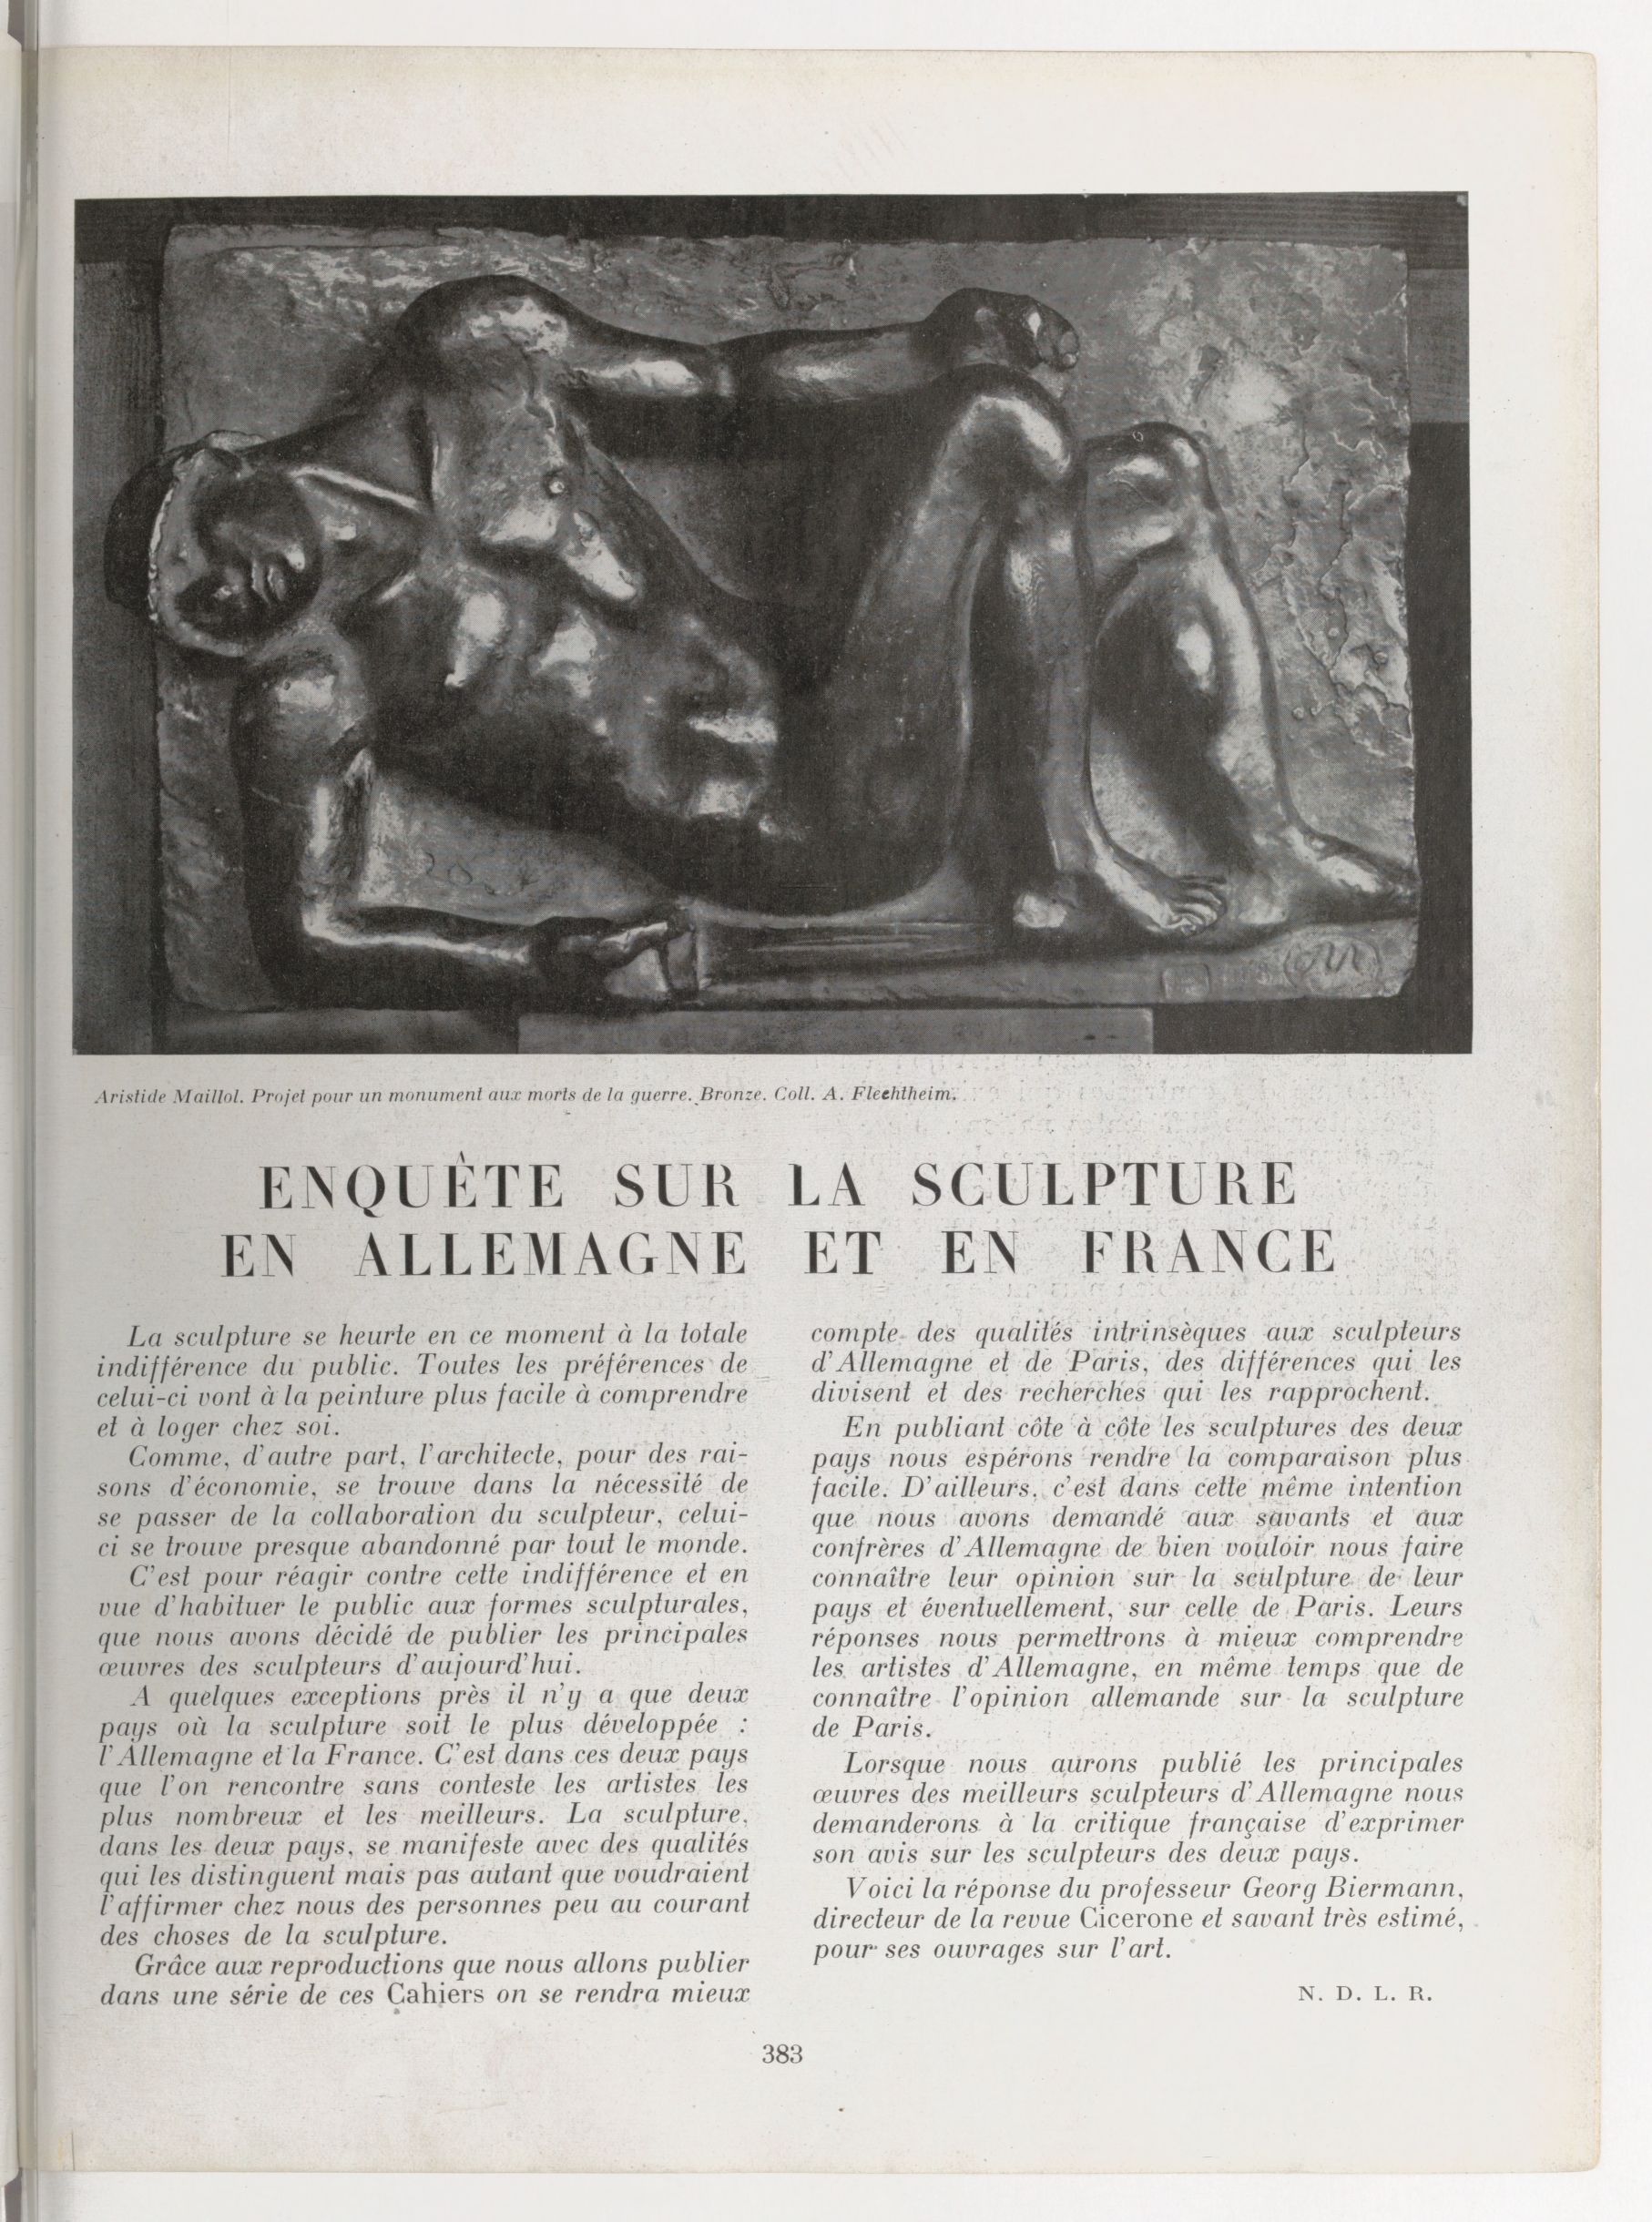 Aristide Maillol. Projet pour un monument aux morts de la guerre. Bronze. Coll. A. Flechtheim.
ENQUÊTE SUR LA SCULPTURE
EN ALLEMAGNE ET EN FRANCE
La sculpture se heurte en ce moment à la totale
indifférence du public. Toutes les préférences de
celui-ci vont à la peinture plus facile à comprendre
et à loger chez soi.
Comme, d'autre part, l'architecte, pour des rai-
sons d'économie, se trouve dans la nécessité de
se passer de la collaboration du sculpteur, celui-
ci se trouve presque abandonné par tout le monde.
C'est pour réagir contre cette indifférence et en
vue d'habituer le public aux formes sculpturales,
que nous avons décidé de publier les principales
œuvres des sculpteurs d'aujourd'hui.
A quelques exceptions près il n'y a que deux
pays où la sculpture soit le plus développée :
l'Allemagne et la France. C'est dans ces deux pays
que l'on rencontre sans conteste les artistes les
plus nombreux et les meilleurs. La sculpture,
dans les deux pays, se manifeste avec des qualités
qui les distinguent mais pas autant que voudraient
l'affirmer chez nous des personnes peu au courant
des choses de la sculpture.
Grâce aux reproductions que nous allons publier
dans une série de ces Cahiers on se rendra mieux
compte des qualités intrinsèques aux sculpteurs
d'Allemagne et de Paris, des différences qui les
divisent et des recherches qui les rapprochent.
En publiant côte à côte les sculptures des deux
pays nous espérons rendre la comparaison plus
facile. D'ailleurs, c'est dans cette même intention
que nous avons demandé aux savants et aux
confrères d'Allemagne de bien vouloir nous faire
connaître leur opinion sur la sculpture de leur
pays et éventuellement, sur celle de Paris. Leurs
réponses nous permettrons à mieux comprendre
les artistes d'Allemagne, en même temps que de
connaître l'opinion allemande sur la sculpture
de Paris.
Lorsque nous aurons publié les principales
œuvres des meilleurs sculpteurs d'Allemagne nous
demanderons à la critique française d'exprimer
son avis sur les sculpteurs des deux pays.
Voici la réponse du professeur Georg Biermann,
directeur de la revue Cicerone et savant très estimé,
pour ses ouvrages sur l'art.
N. D. L. R.
383